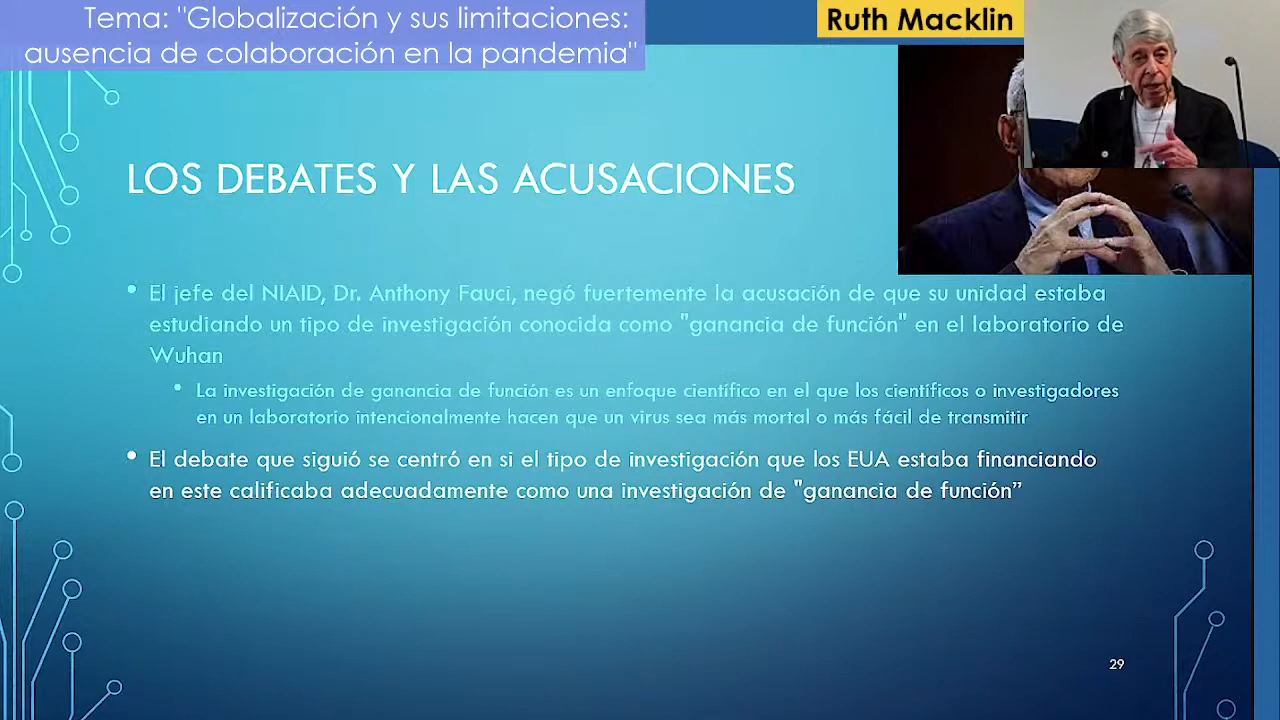 Tema: "Globalización y sus limitaciones:
ausencia de colaboración en la pandemia"
Ruth Macklin
LOS DEBATES Y LAS ACUSACIONES
• El jefe del NIAID, Dr. Anthony Fauci, negó fuertemente la acusación de que su unidad estaba
estudiando un tipo de investigación conocida como "ganancia de función" en el laboratorio de
Wuhan
• La investigación de ganancia de función es un enfoque científico en el que los científicos o investigadores
en un laboratorio intencionalmente hacen que un virus sea más mortal o más fácil de transmitir
• El debate que siguió se centró en si el tipo de investigación que los EUA estaba financiando
en este calificaba adecuadamente como una investigación de "ganancia de función”
29